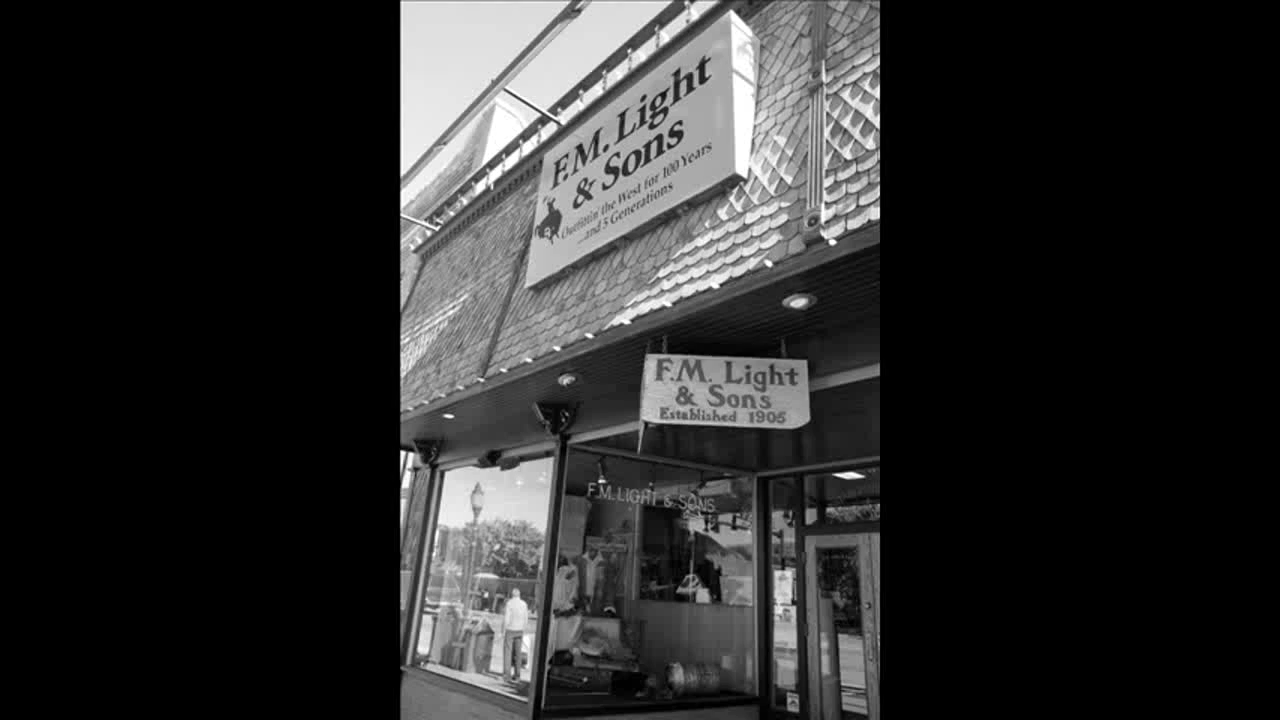 F.M. Light
& Sons
Outfittin' the West for 100 Years
...and 5 Generations
F.M. Light
& Sons
Established 1905
F.M. LIGHT & SONS